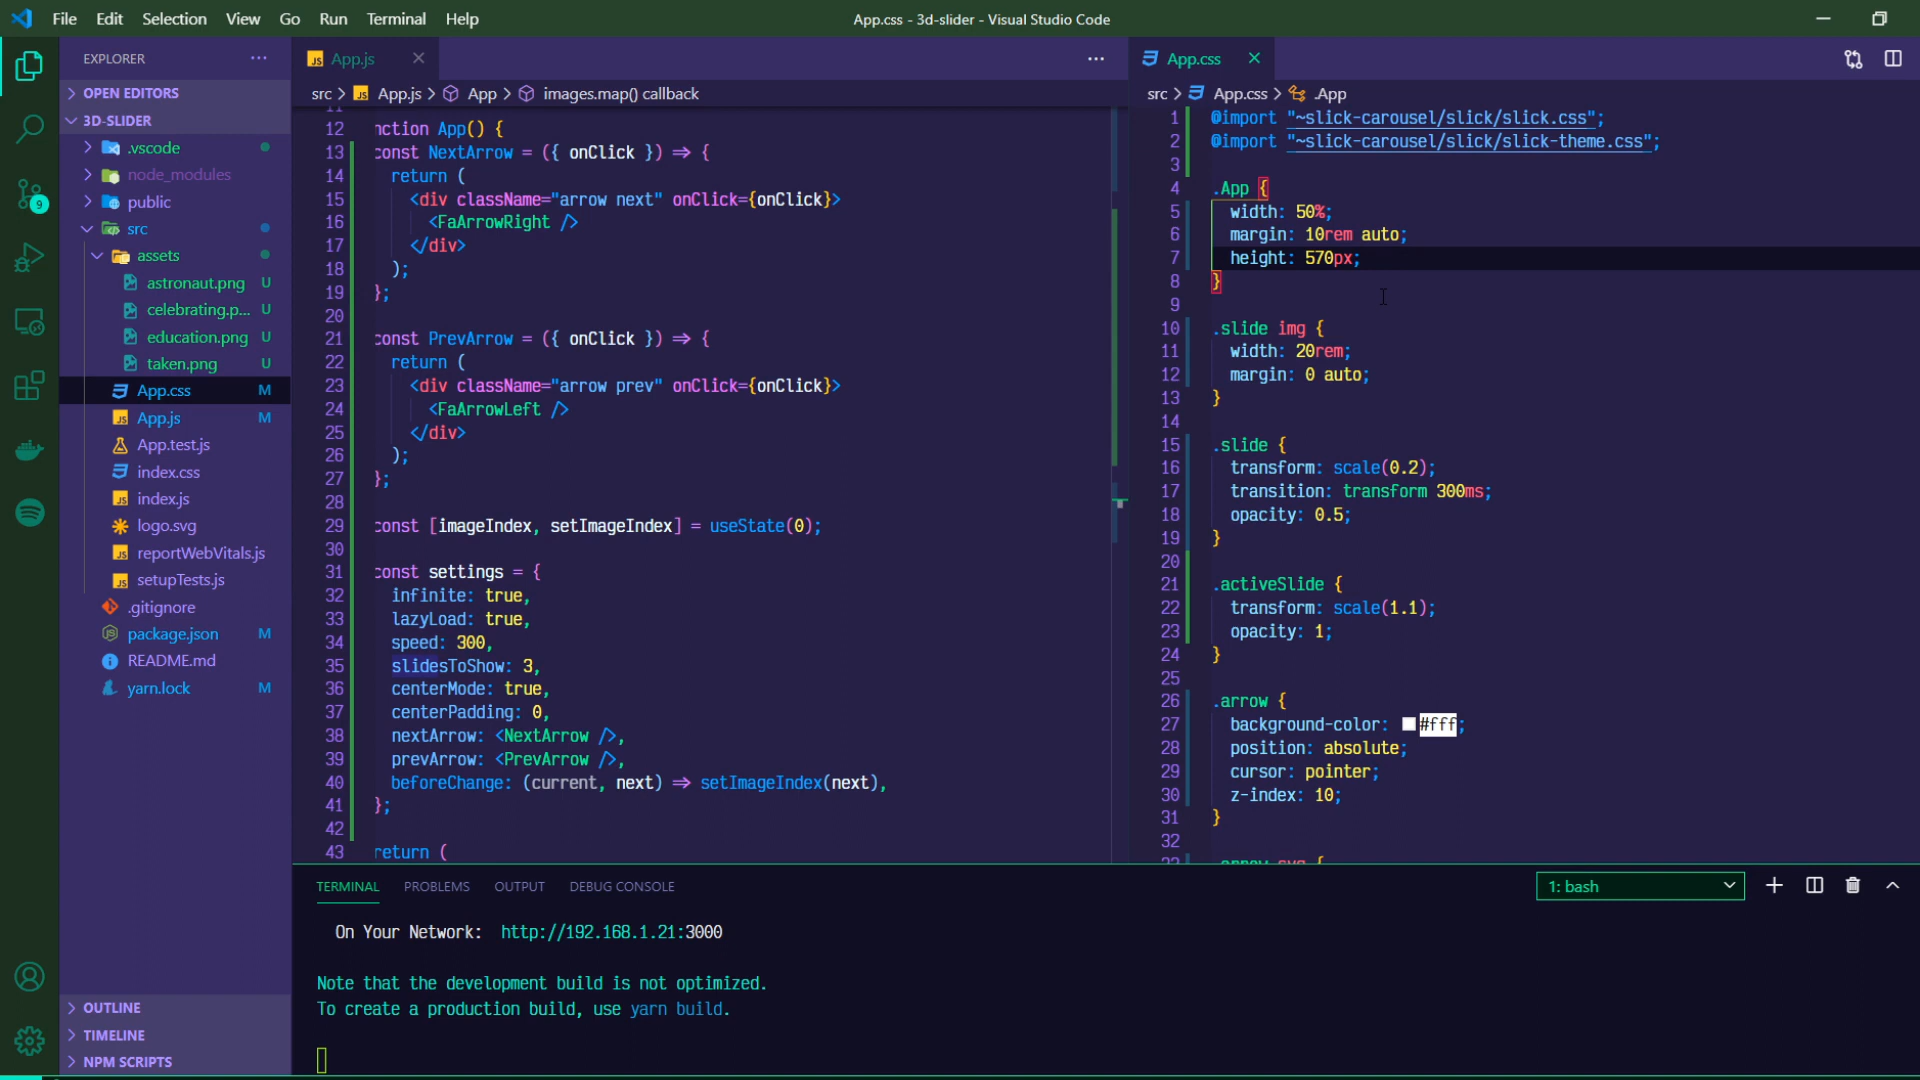 File Edit Selection View Go Run Terminal Help
App.css - 3d-slider - Visual Studio Code
EXPLORER
OPEN EDITORS
3D-SLIDER
.vscode
node_modules
public
src
assets
astronaut.png U
celebrating.p... U
education.png U
taken.png U
App.css M
App.js M
App.test.js
index.css
index.js
logo.svg
reportWebVitals.js
setupTests.js
.gitignore
package.json M
README.md
yarn.lock M
OUTLINE
TIMELINE
NPM SCRIPTS
9
JS App.js
src > JS App.js > App > images.map() callback
12 nction App() {
13 const NextArrow = ({ onClick }) => {
14 return (
15 <div className="arrow next" onClick={onClick}>
16 <FaArrowRight />
17 </div>
18 );
19 };
20
21 const PrevArrow = ({ onClick }) => {
22 return (
23 <div className="arrow prev" onClick={onClick}>
24 <FaArrowLeft />
25 </div>
26 );
27 };
28
29 const [imageIndex, setImageIndex] = useState(0);
30
31 const settings = {
32 infinite: true,
33 lazyLoad: true,
34 speed: 300,
35 slidesToShow: 3,
36 centerMode: true,
37 centerPadding: 0,
38 nextArrow: <NextArrow />,
39 prevArrow: <PrevArrow />,
40 beforeChange: (current, next) => setImageIndex(next),
41 };
42
43 return (
App.css
src > App.css > .App
1 @import "~slick-carousel/slick/slick.css";
2 @import "~slick-carousel/slick/slick-theme.css";
3
4 .App {
5 width: 50%;
6 margin: 10rem auto;
7 height: 570px;
8 }
9
10 .slide img {
11 width: 20rem;
12 margin: 0 auto;
13 }
14
15 .slide {
16 transform: scale(0.2);
17 transition: transform 300ms;
18 opacity: 0.5;
19 }
20
21 .activeSlide {
22 transform: scale(1.1);
23 opacity: 1;
24 }
25
26 .arrow {
27 background-color: #fff;
28 position: absolute;
29 cursor: pointer;
30 z-index: 10;
31 }
32
33 .arrow svg {
TERMINAL PROBLEMS OUTPUT DEBUG CONSOLE
1: bash
On Your Network: http://192.168.1.21:3000
Note that the development build is not optimized.
To create a production build, use yarn build.